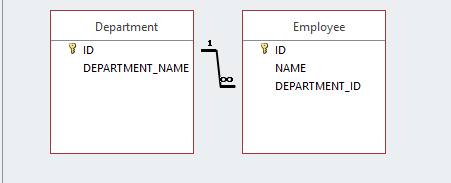 Department
ID
DEPARTMENT_NAME
1
∞
Employee
ID
NAME
DEPARTMENT_ID